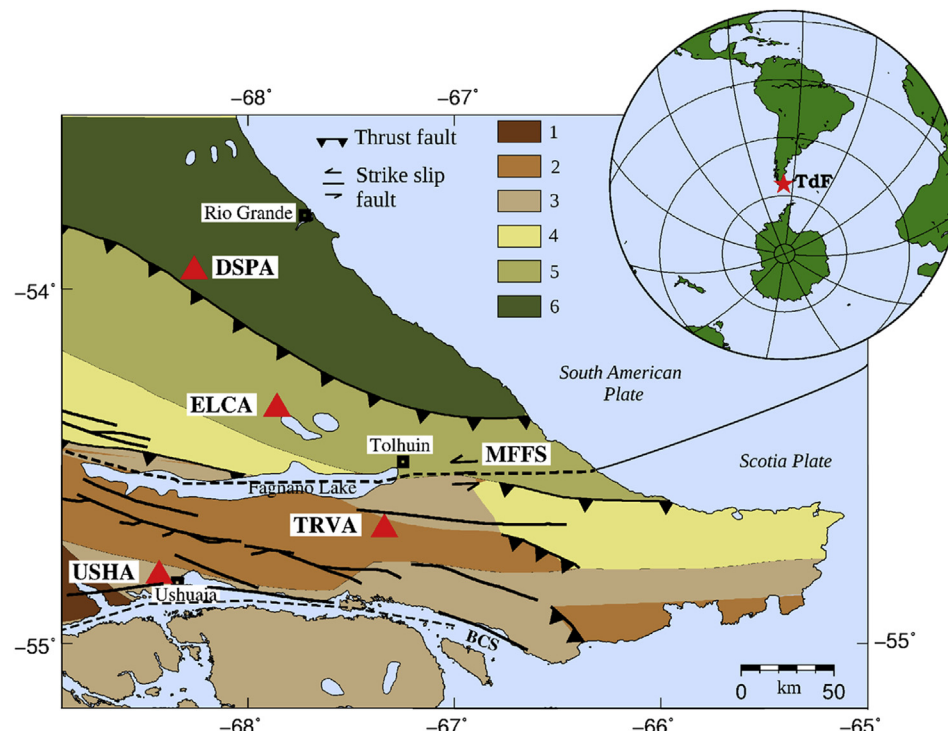 −68
−67
Thrust fault
Strike slip
fault
1
2
3
4
5
6
TdF
Rio Grande
DSPA
−54
South American
Plate
ELCA
Tolhuin
MFFS
Scotia Plate
Fagnano Lake
TRVA
USHA
Ushuaia
BCS
−55
−55
0
km
50
−68
−67
−66
−65